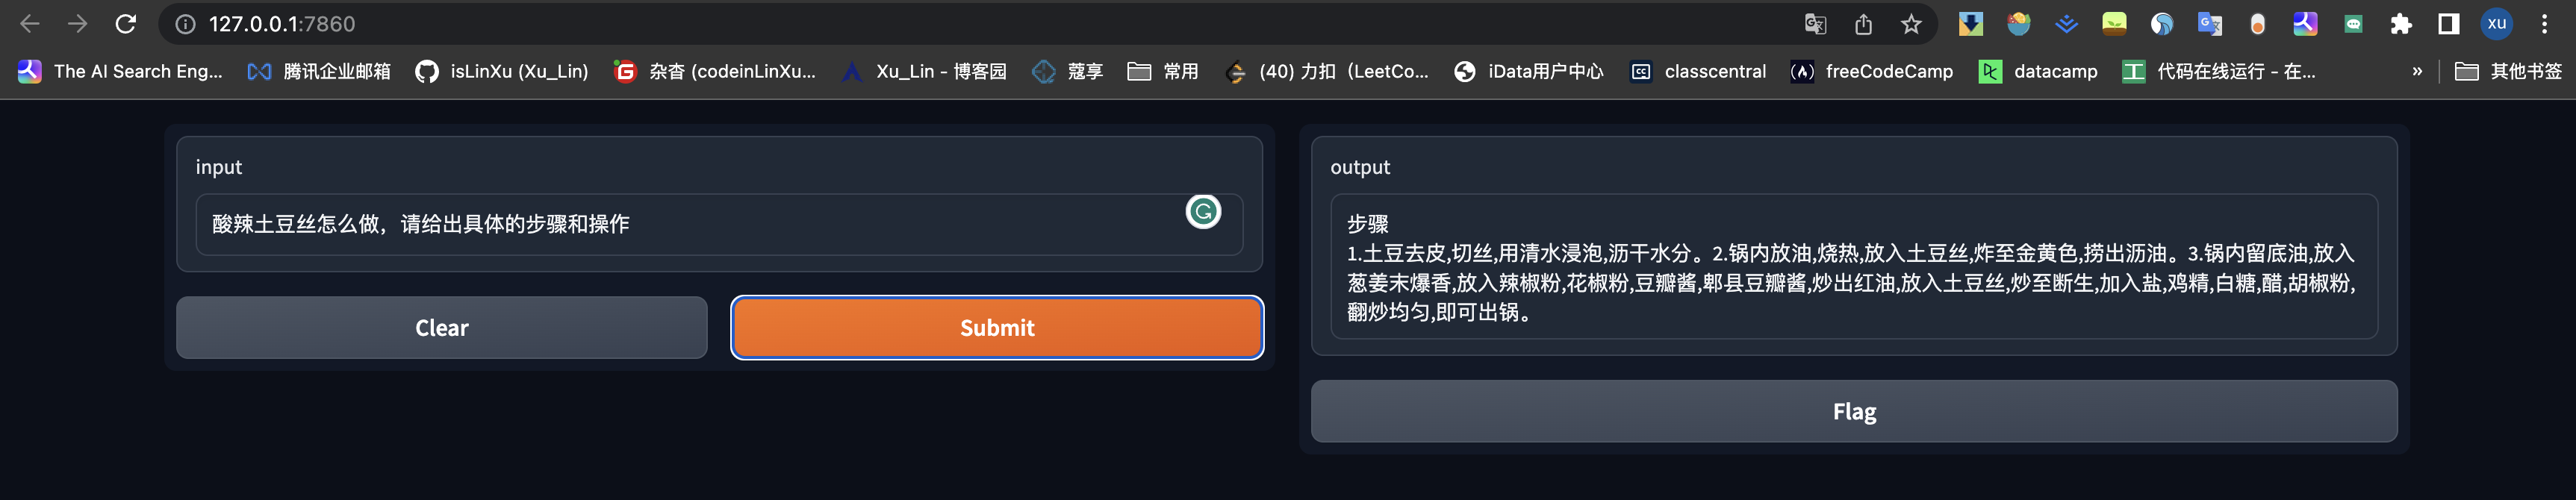 127.0.0.1:7860
xu
The AI Search Eng...
腾讯企业邮箱
isLinXu (Xu_Lin)
杂杳 (codeinLinXu...
Xu_Lin - 博客园
蔻享
常用
(40) 力扣（LeetCo...
iData用户中心
classcentral
freeCodeCamp
datacamp
代码在线运行 - 在...
»
其他书签
input
酸辣土豆丝怎么做，请给出具体的步骤和操作
Clear
Submit
output
步骤
1.土豆去皮,切丝,用清水浸泡,沥干水分。2.锅内放油,烧热,放入土豆丝,炸至金黄色,捞出沥油。3.锅内留底油,放入
葱姜末爆香,放入辣椒粉,花椒粉,豆瓣酱,郫县豆瓣酱,炒出红油,放入土豆丝,炒至断生,加入盐,鸡精,白糖,醋,胡椒粉,
翻炒均匀,即可出锅。
Flag